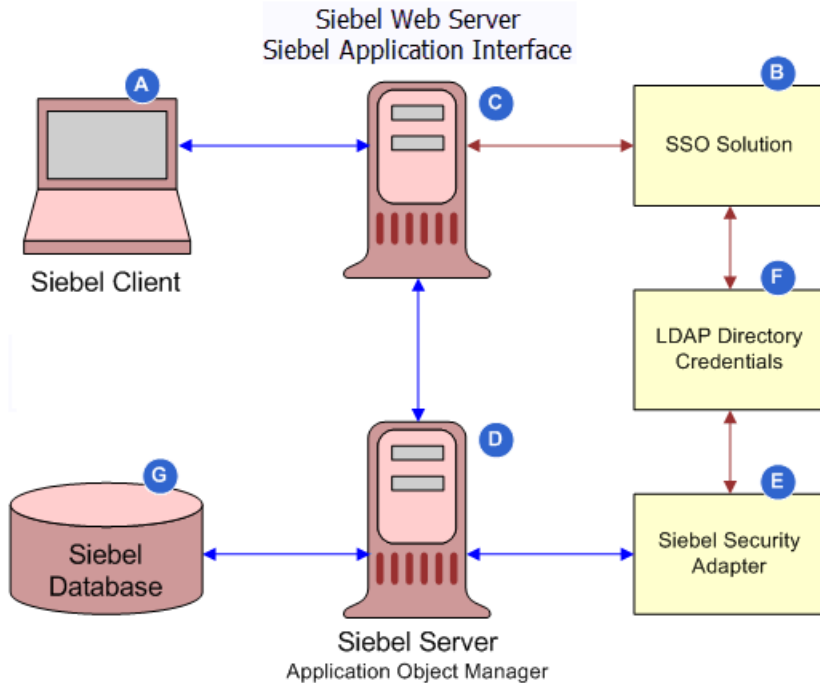 Siebel Web Server
Siebel Application Interface
A
C
B
SSO Solution
Siebel Client
F
LDAP Directory
Credentials
D
G
E
Siebel
Database
Siebel Security
Adapter
Siebel Server
Application Object Manager